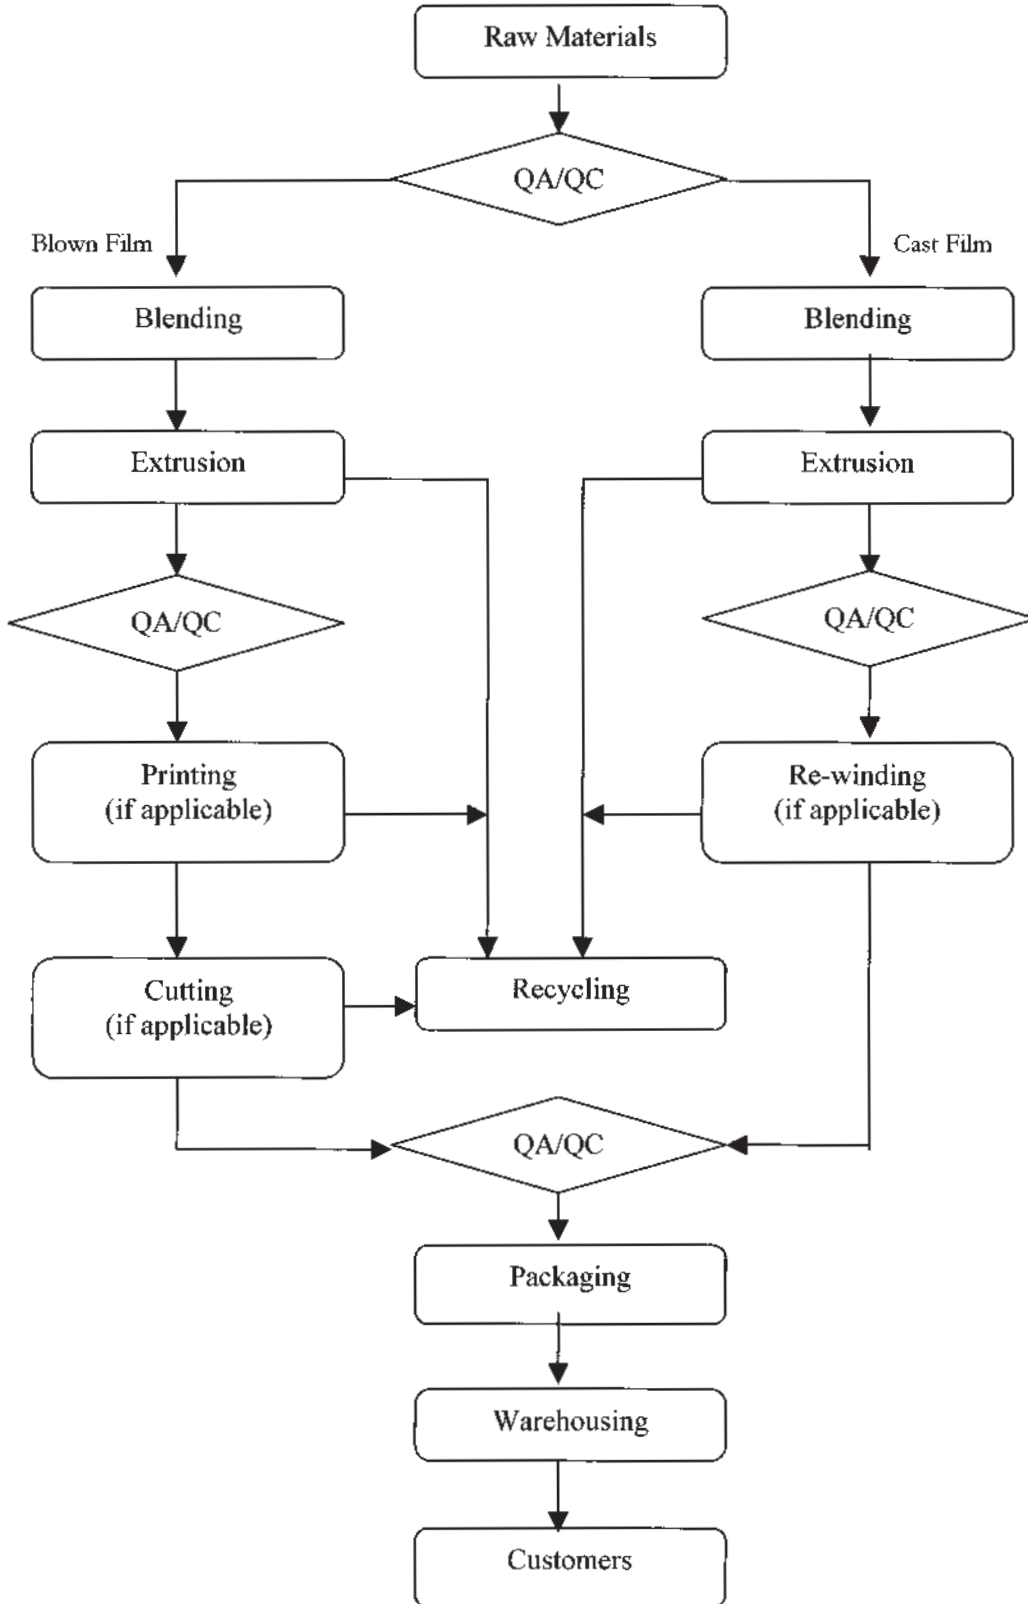 Raw Materials
QA/QC
Blown Film
Cast Film
Blending
Blending
Extrusion
Extrusion
QA/QC
QA/QC
Printing
(if applicable)
Re-winding
(if applicable)
Cutting
(if applicable)
Recycling
QA/QC
Packaging
Warehousing
Customers